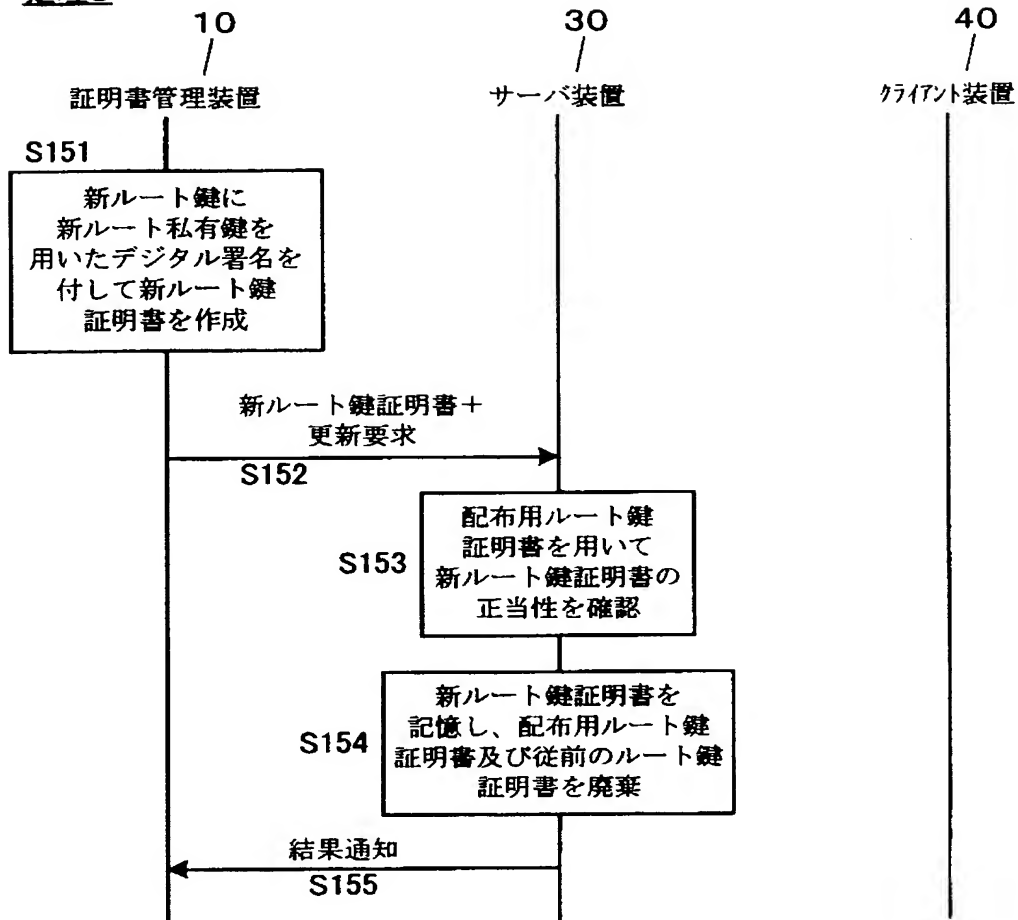 10
30
40
証明書管理装置
サーバ装置
クライアント装置
S151
新ルート鍵に
新ルート私有鍵を
用いたデジタル署名を
付して新ルート鍵
証明書を作成
新ルート鍵証明書+
更新要求
S152
S153
配布用ルート鍵
証明書を用いて
新ルート鍵証明書の
正当性を確認
S154
新ルート鍵証明書を
記憶し、配布用ルート鍵
証明書及び従前のルート鍵
証明書を廃棄
結果通知
S155